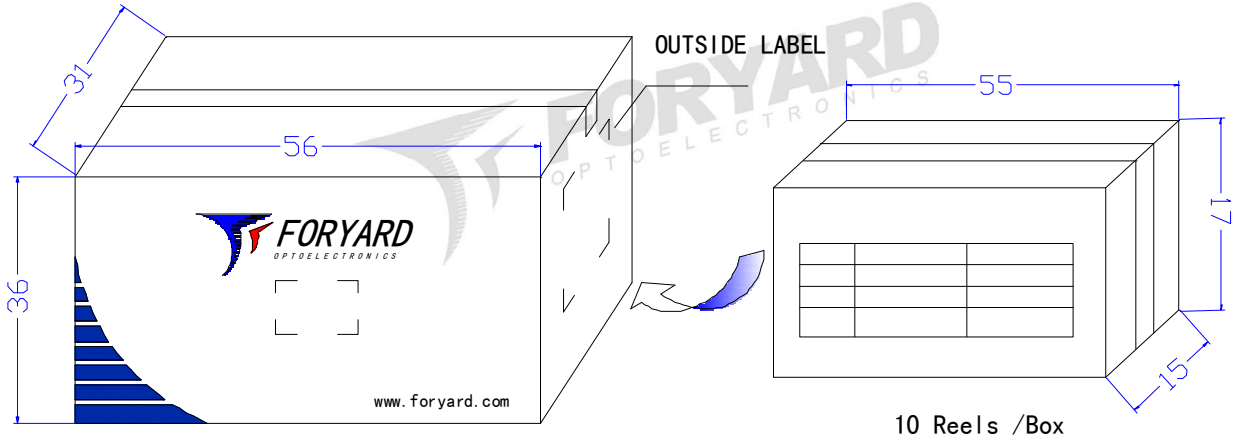 OUTSIDE LABEL
31
56
36
FORYARD
OPTOELECTRONICS
www.foryard.com
FORYARD
OPTOELECTRONICS
55
17
15
10 Reels /Box